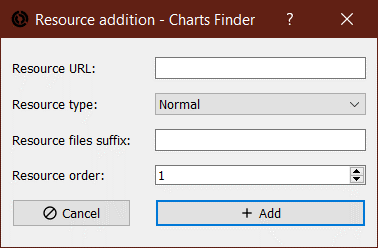 Resource addition - Charts Finder ?
Resource URL:
Resource type: Normal
Resource files suffix:
Resource order: 1
Cancel + Add